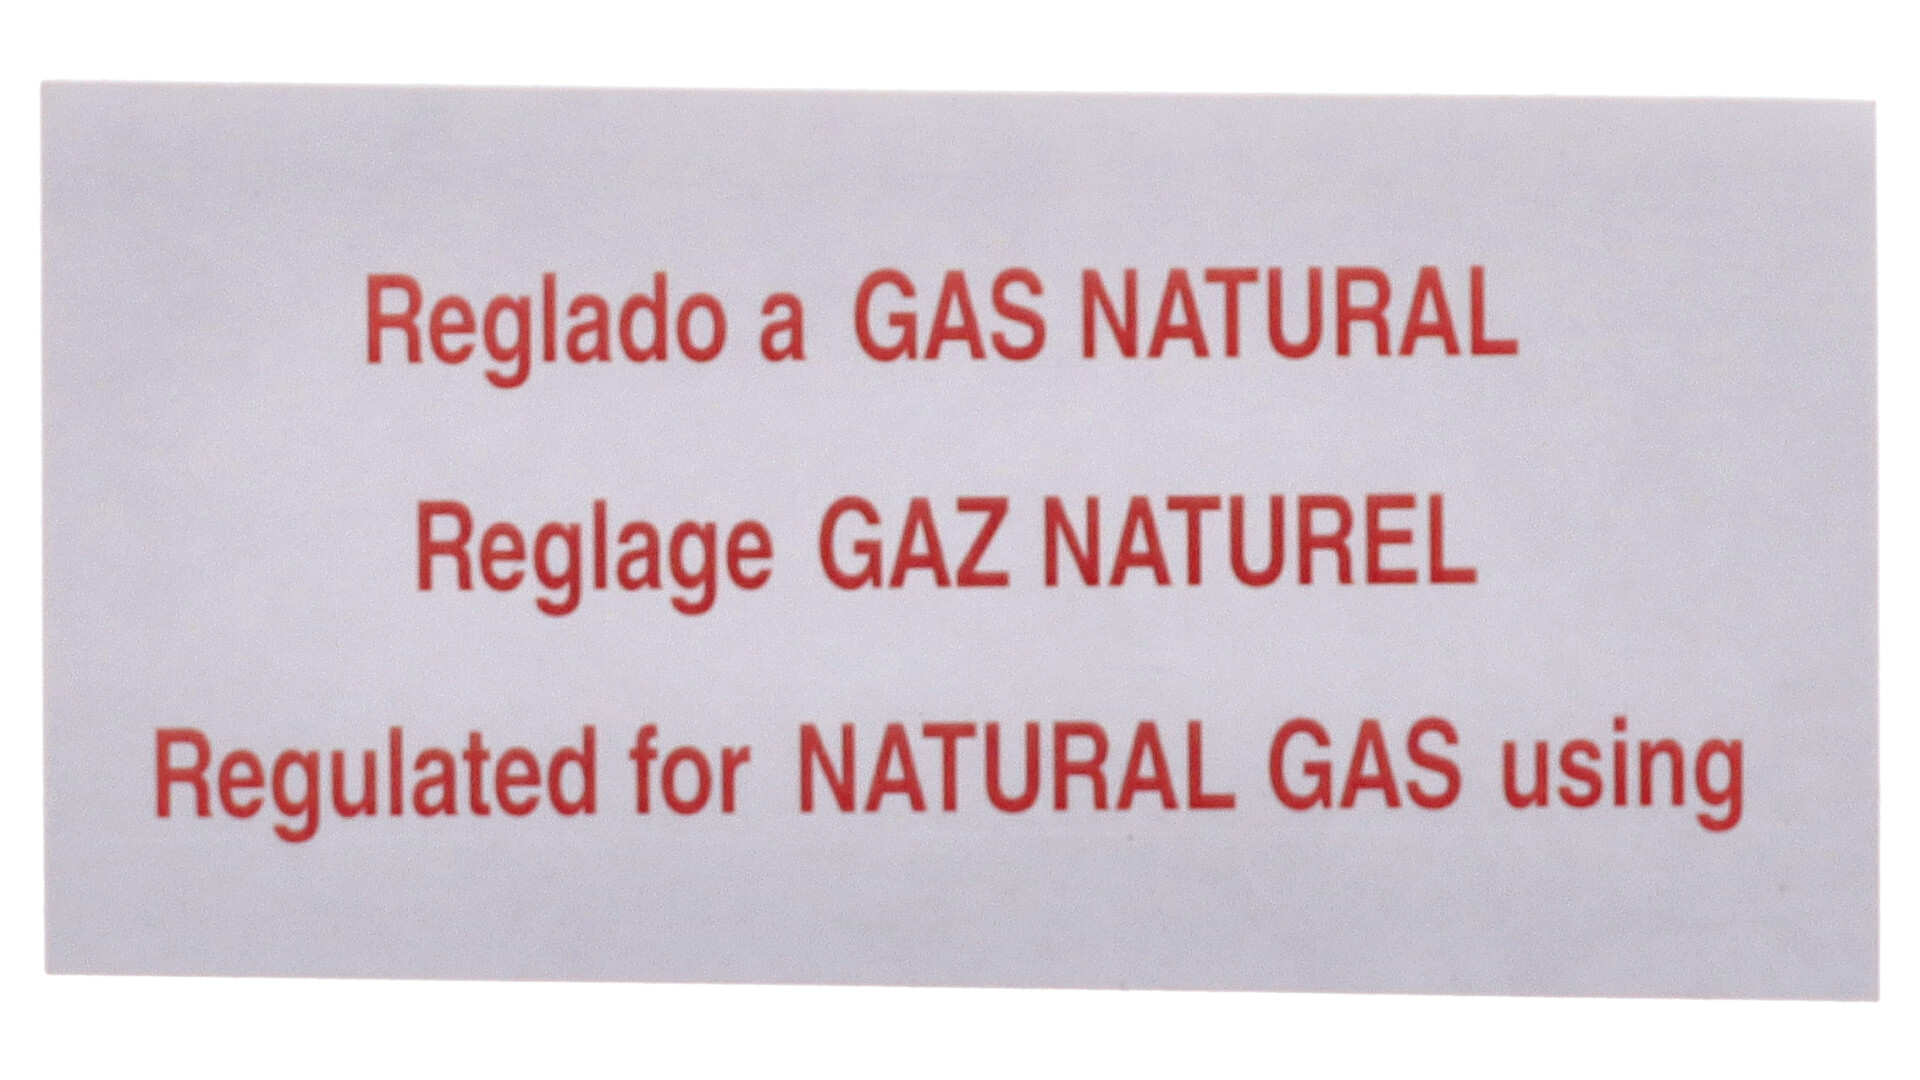 Reglado a GAS NATURAL
Reglage GAZ NATUREL
Regulated for NATURAL GAS using